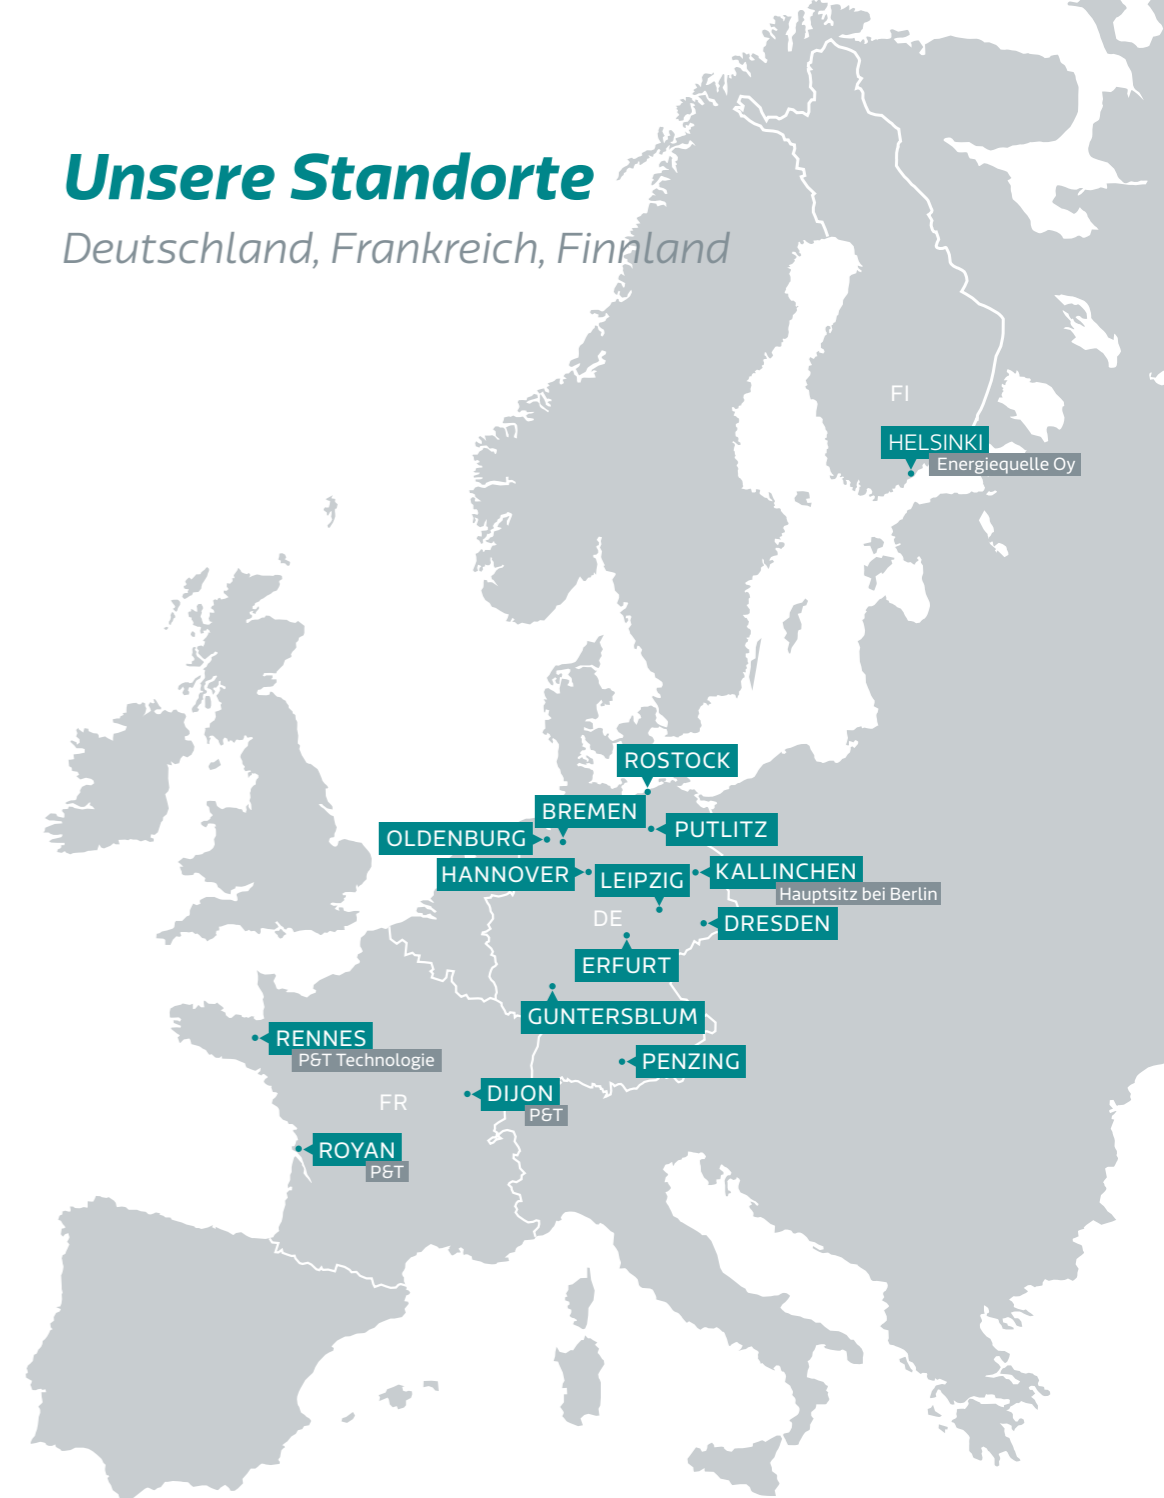 Unsere Standorte
Deutschland, Frankreich, Finnland
FI
HELSINKI
Energiequelle Oy
ROSTOCK
BREMEN
PUTLITZ
OLDENBURG
HANNOVER
LEIPZIG
KALLINCHEN
Hauptsitz bei Berlin
DE
DRESDEN
ERFURT
GUNTERSBLUM
RENNES
P&T Technologie
PENZING
FR
DIJON
P&T
ROYAN
P&T